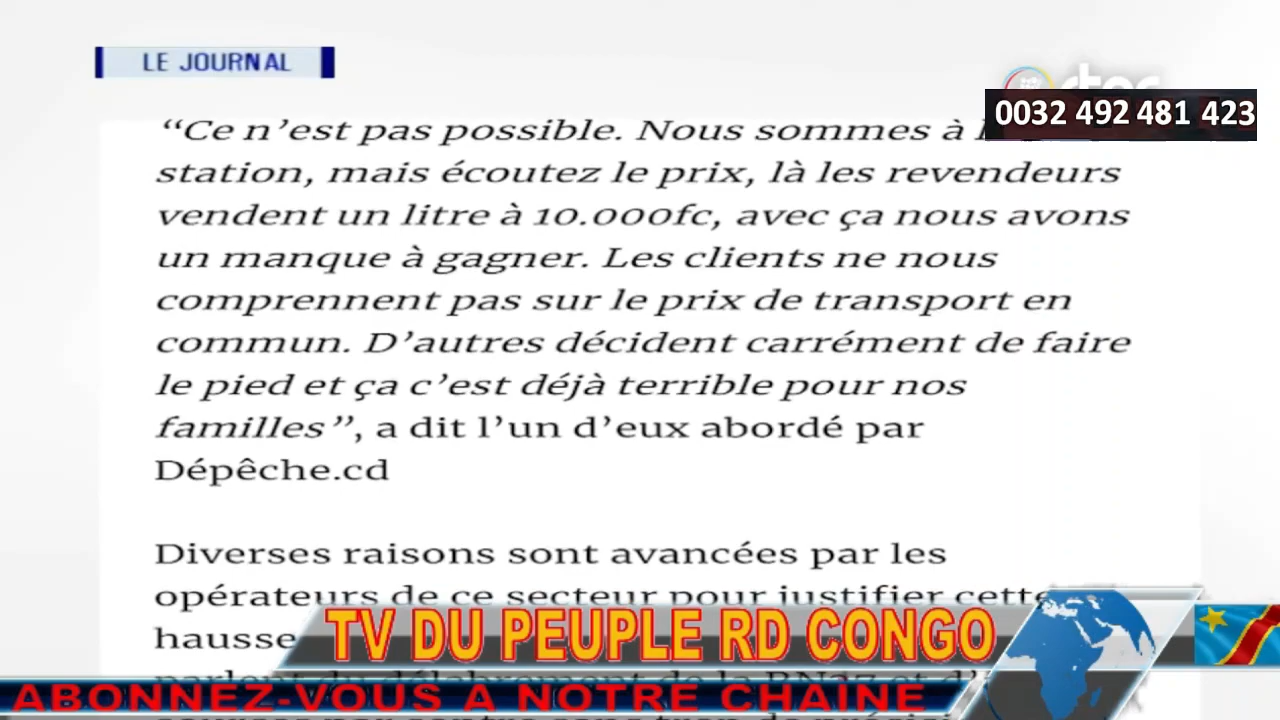 LE JOURNAL
0032 492 481 423
“Ce n’est pas possible. Nous sommes à
station, mais écoutez le prix, là les revendeurs
vendent un litre à 10.000fc, avec ça nous avons
un manque à gagner. Les clients ne nous
comprennent pas sur le prix de transport en
commun. D’autres décident carrément de faire
le pied et ça c’est déjà terrible pour nos
familles”, a dit l’un d’eux abordé par
Dépêche.cd
Diverses raisons sont avancées par les
opérateurs de ce secteur pour justifier cette
hausse
TV DU PEUPLE RD CONGO
ABONNEZ-VOUS A NOTRE CHAINE